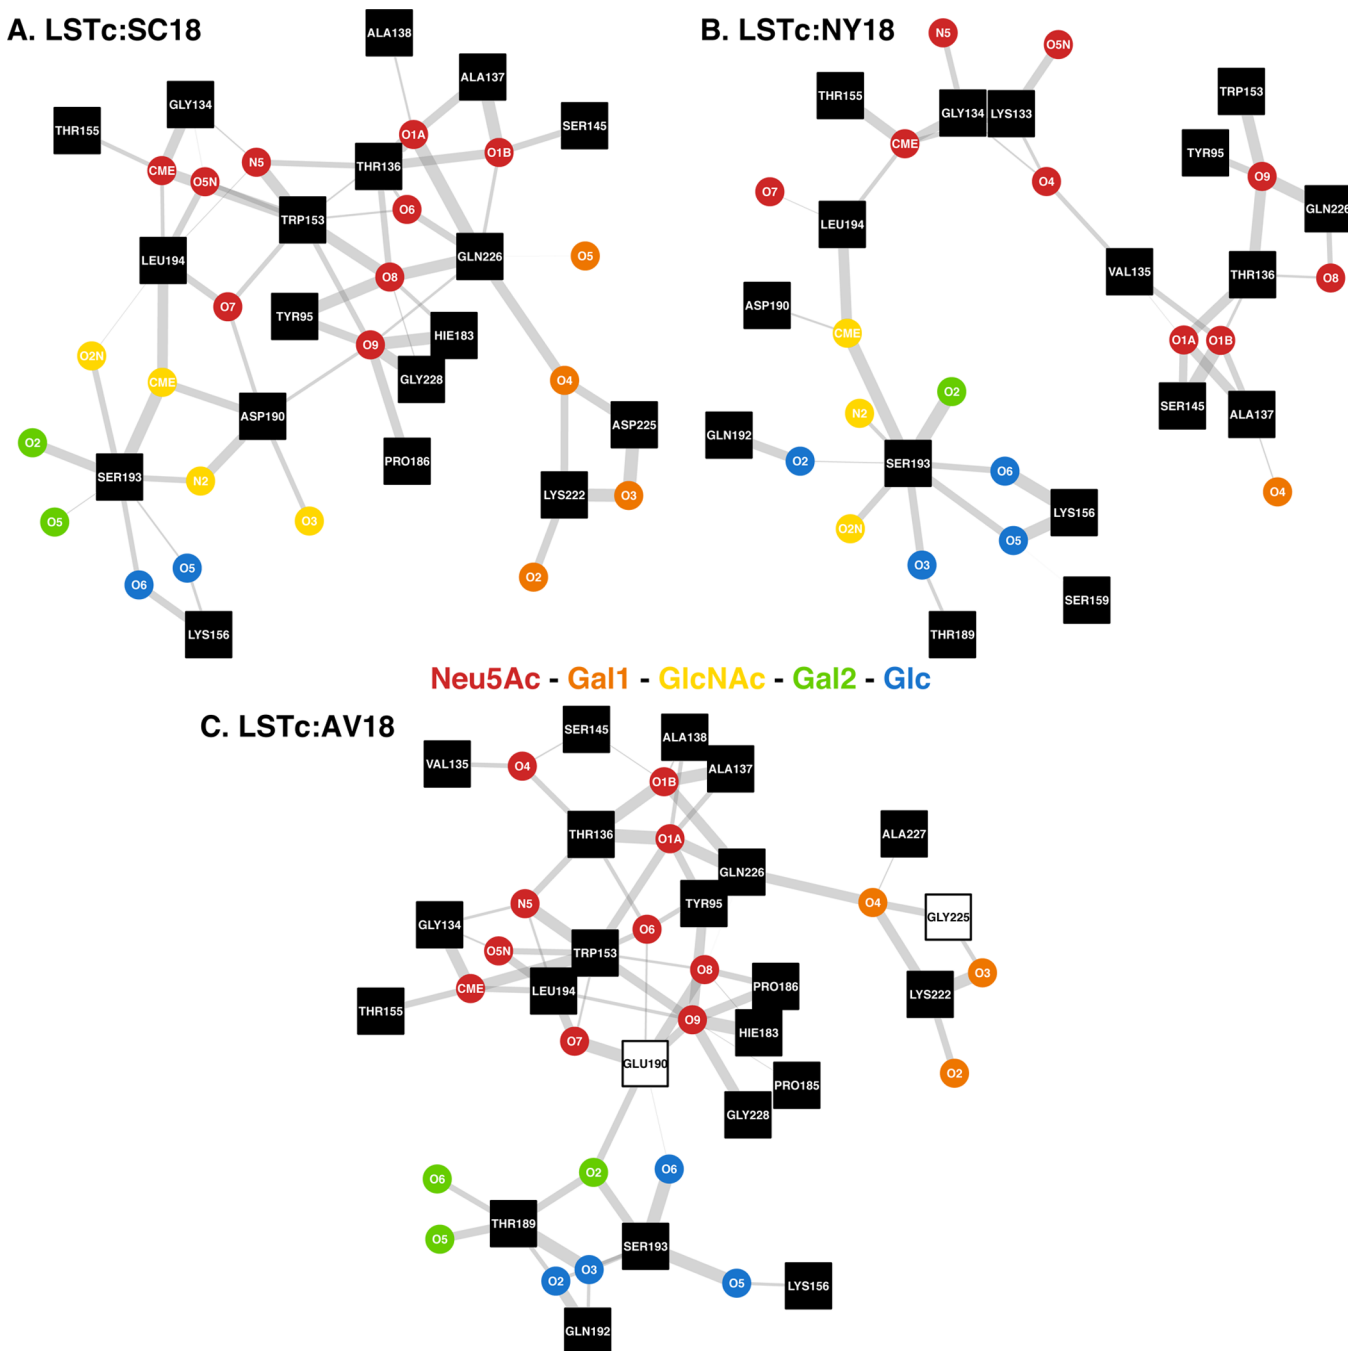 A. LSTc:SC18
ALA138
ALA137
GLY134
THR155
SER145
O1A
O1B
THR136
N5
CME
O5N
TRP153
O6
LEU194
GLN226
O5
O8
O7
TYR95
HIE183
O9
O2N
GLY228
CME
O4
ASP190
ASP225
O2
PRO186
SER193
N2
LYS222
O3
O5
O3
O5
O6
O2
LYS156
B. LSTc:NY18
N5
O5N
THR155
TRP153
GLY134
LYS133
CME
TYR95
O9
O4
O7
GLN226
LEU194
VAL135
THR136
O8
ASP190
CME
O1A
O1B
O2
SER145
N2
ALA137
GLN192
O2
SER193
O6
O4
LYS156
O2N
O5
O3
SER159
THR189
Neu5Ac - Gal1 - GlcNAc - Gal2 - Glc
C. LSTc:AV18
SER145
ALA138
VAL135
O4
ALA137
O1B
THR136
O1A
ALA227
GLN226
N5
TYR95
O4
GLY134
O6
GLY225
O5N
TRP153
O8
O3
CME
LEU194
PRO186
LYS222
THR155
O9
HIE183
O7
GLU190
O2
PRO185
GLY228
O6
O2
O6
THR189
O5
SER193
O3
O2
O5
LYS156
GLN192